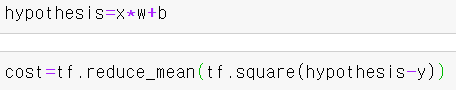 hypothesis=x*w+b
cost=tf.reduce_mean(tf.square(hypothesis-y))